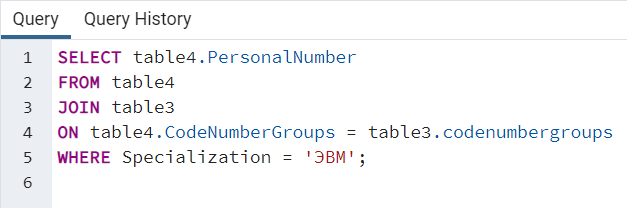 Query Query History
1 SELECT table4.PersonalNumber
2 FROM table4
3 JOIN table3
4 ON table4.CodeNumberGroups = table3.codenumbergroups
5 WHERE Specialization = 'ЭВМ';
6